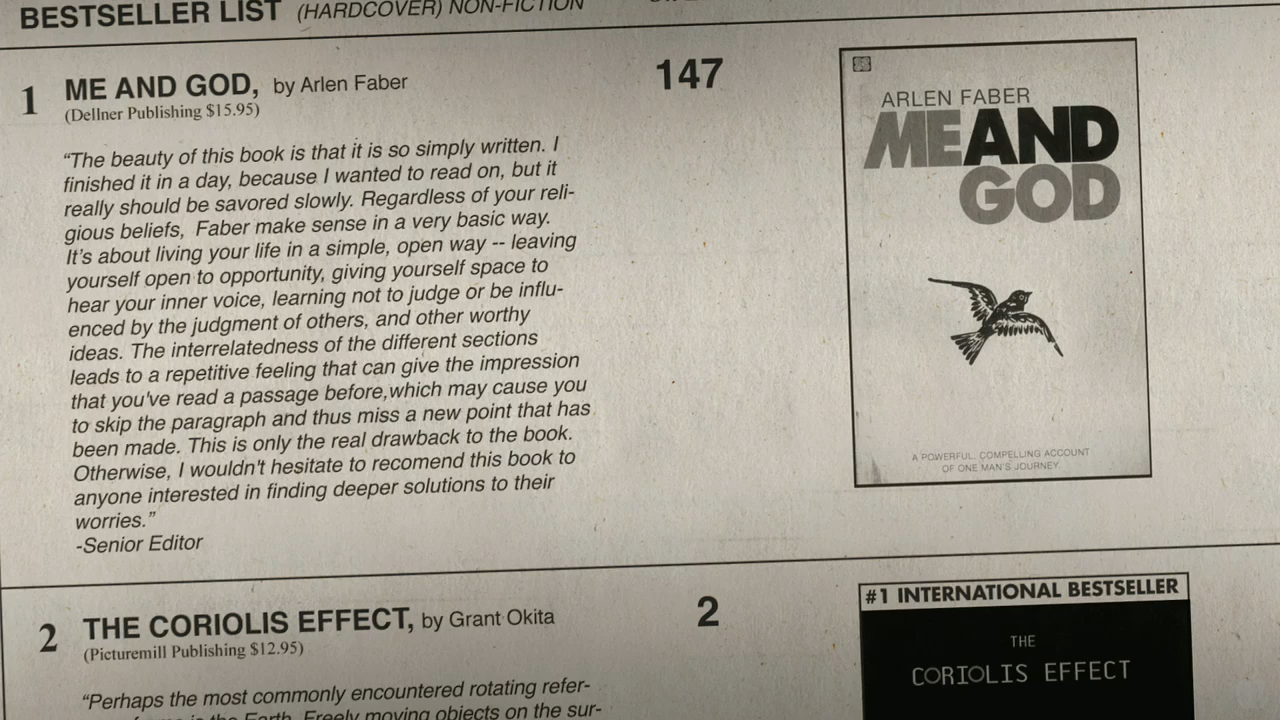 BESTSELLER LIST (HARDCOVER) NON-FICTION
1 ME AND GOD, by Arlen Faber 147
(Dellner Publishing $15.95)
“The beauty of this book is that it is so simply written. I
finished it in a day, because I wanted to read on, but it
really should be savored slowly. Regardless of your reli-
gious beliefs, Faber make sense in a very basic way.
It’s about living your life in a simple, open way -- leaving
yourself open to opportunity, giving yourself space to
hear your inner voice, learning not to judge or be influ-
enced by the judgment of others, and other worthy
ideas. The interrelatedness of the different sections
leads to a repetitive feeling that can give the impression
that you've read a passage before,which may cause you
to skip the paragraph and thus miss a new point that has
been made. This is only the real drawback to the book.
Otherwise, I wouldn't hesitate to recomend this book to
anyone interested in finding deeper solutions to their
worries.”
-Senior Editor
ARLEN FABER
ME AND
GOD
A POWERFUL, COMPELLING ACCOUNT
OF ONE MAN'S JOURNEY.
2 THE CORIOLIS EFFECT, by Grant Okita 2
(Picturemill Publishing $12.95)
“Perhaps the most commonly encountered rotating refer-
is the Earth. Freely moving objects on the sur-
#1 INTERNATIONAL BESTSELLER
THE
CORIOLIS EFFECT